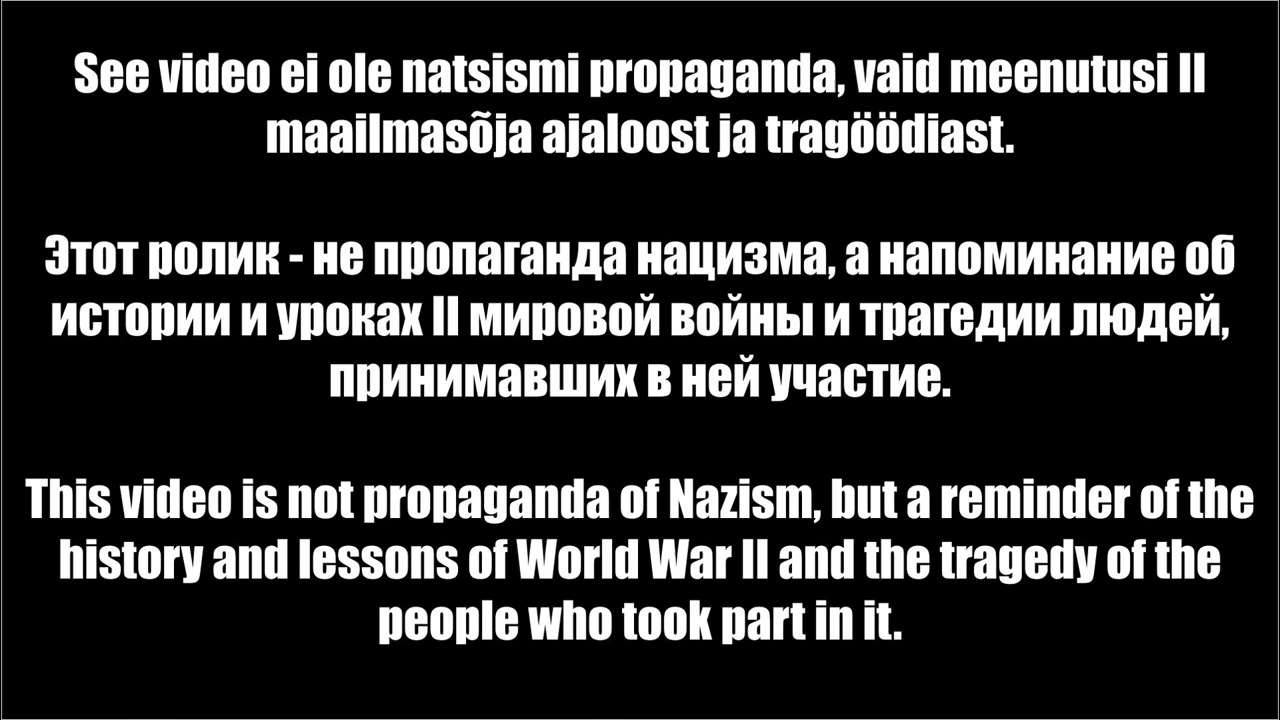 See video ei ole natsismi propaganda, vaid meenutusi II
maailmasõja ajaloost ja tragöödiast.
Этот ролик - не пропаганда нацизма, а напоминание об
истории и уроках II мировой войны и трагедии людей,
принимавших в ней участие.
This video is not propaganda of Nazism, but a reminder of the
history and lessons of World War II and the tragedy of the
people who took part in it.